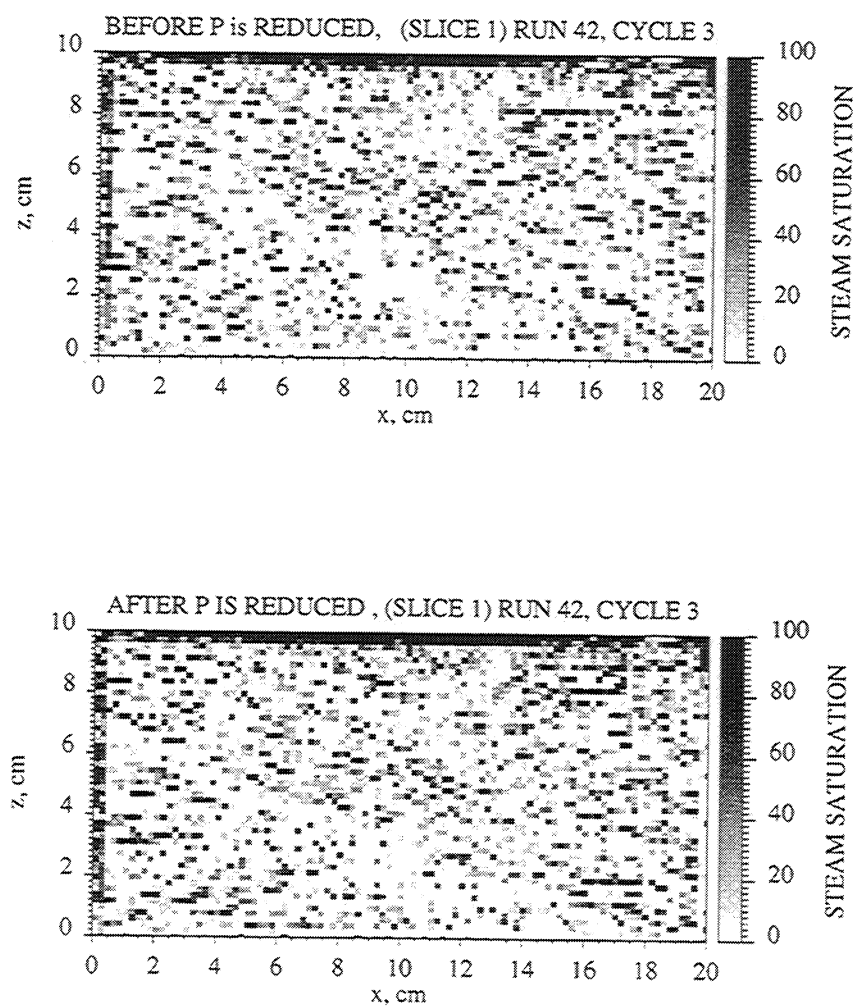 BEFORE P is REDUCED, (SLICE 1) RUN 42, CYCLE 3
10
8
6
4
2
0
z, cm
0 2 4 6 8 10 12 14 16 18 20
x, cm
100
80
60
40
20
0
STEAM SATURATION
AFTER P IS REDUCED , (SLICE 1) RUN 42, CYCLE 3
10
8
6
4
2
0
z, cm
0 2 4 6 8 10 12 14 16 18 20
x, cm
100
80
60
40
20
0
STEAM SATURATION